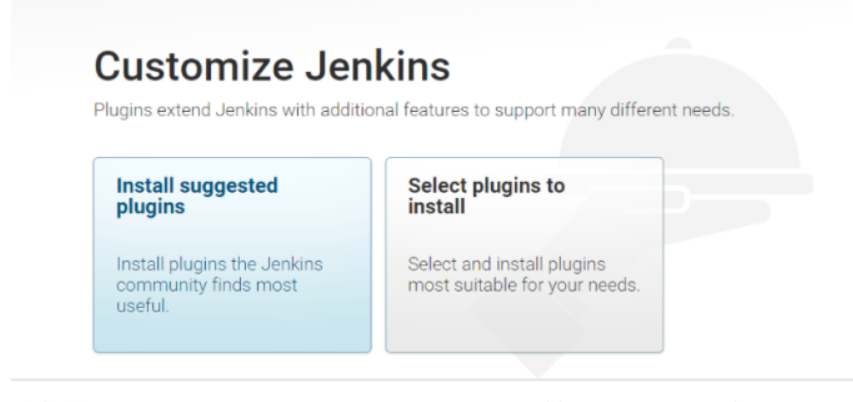 Customize Jenkins
Plugins extend Jenkins with additional features to support many different needs.
Install suggested
plugins
Install plugins the Jenkins
community finds most
useful.
Select plugins to
install
Select and install plugins
most suitable for your needs.